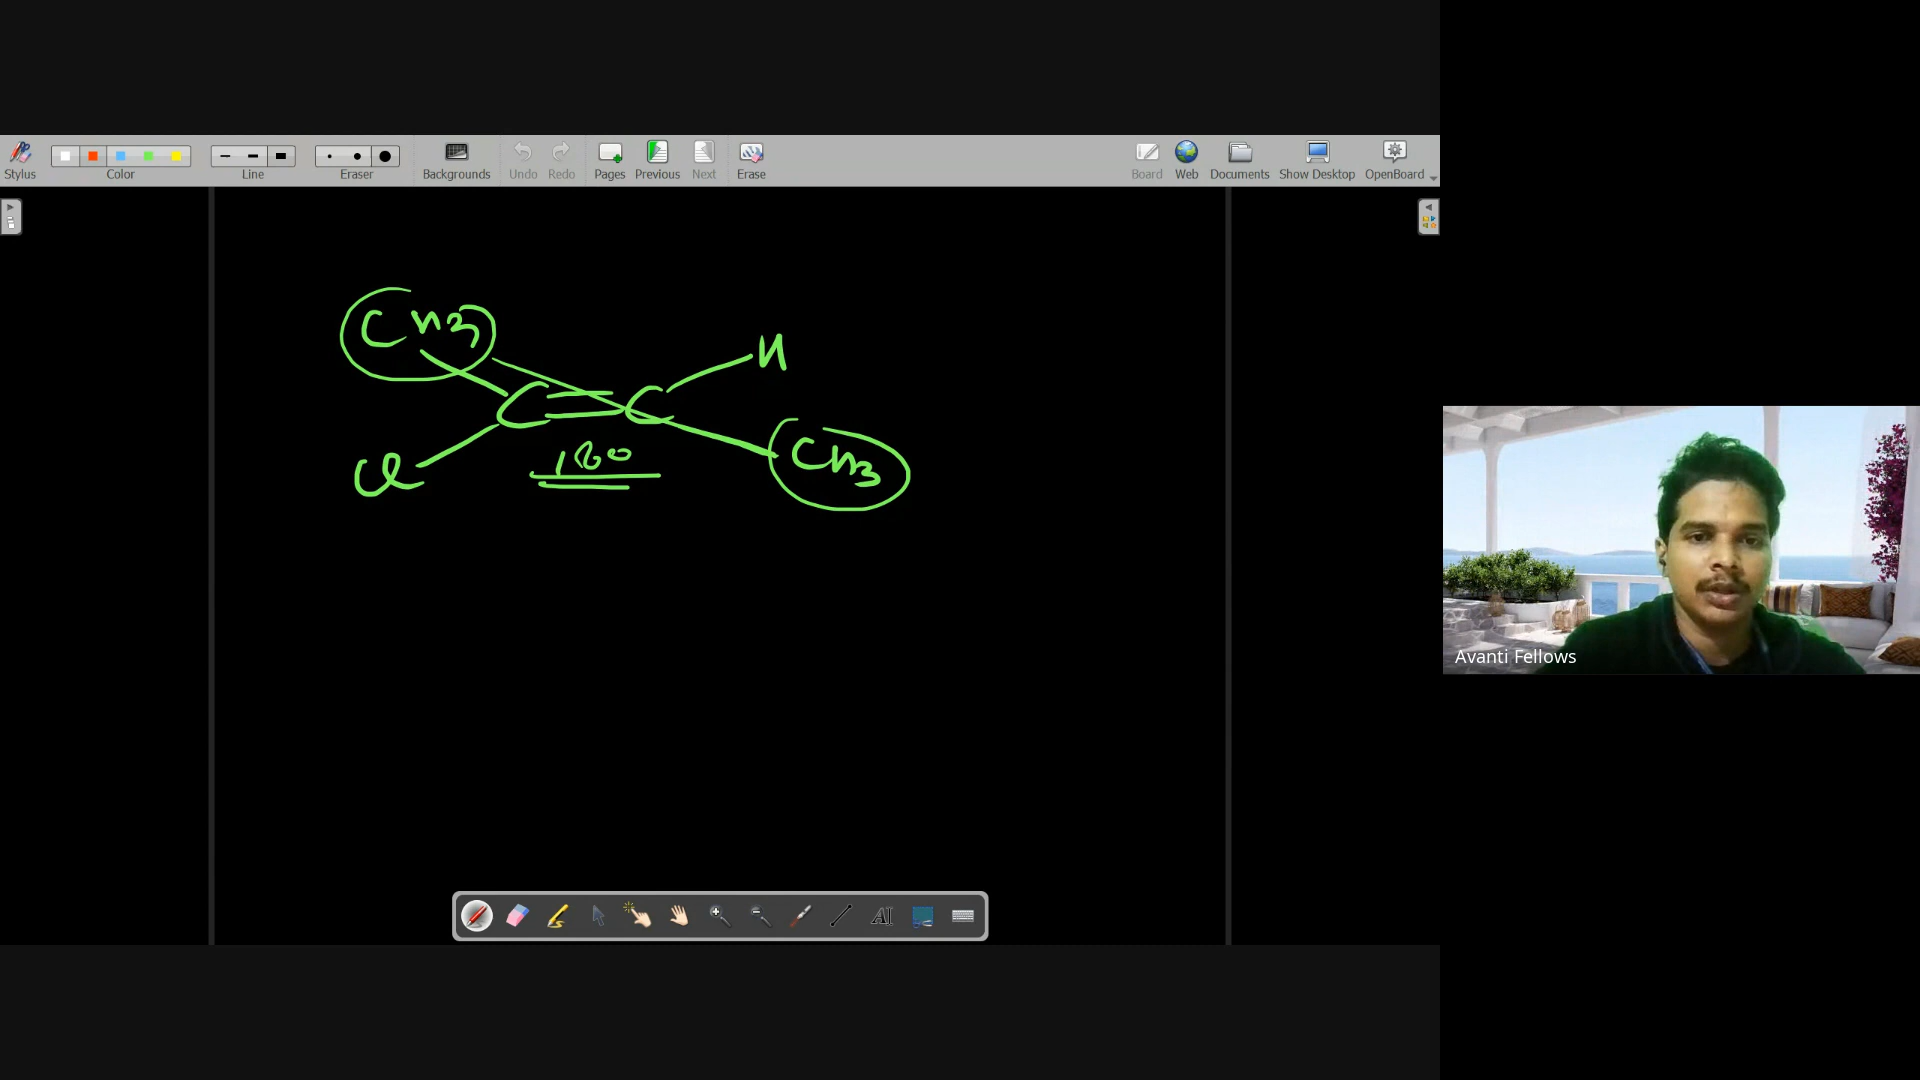 Stylus Color Line Eraser Backgrounds Undo Redo Pages Previous Next Erase Board Web Documents Show Desktop OpenBoard
CH3 H
C=C
Cl 180 CH3
Avanti Fellows
AI